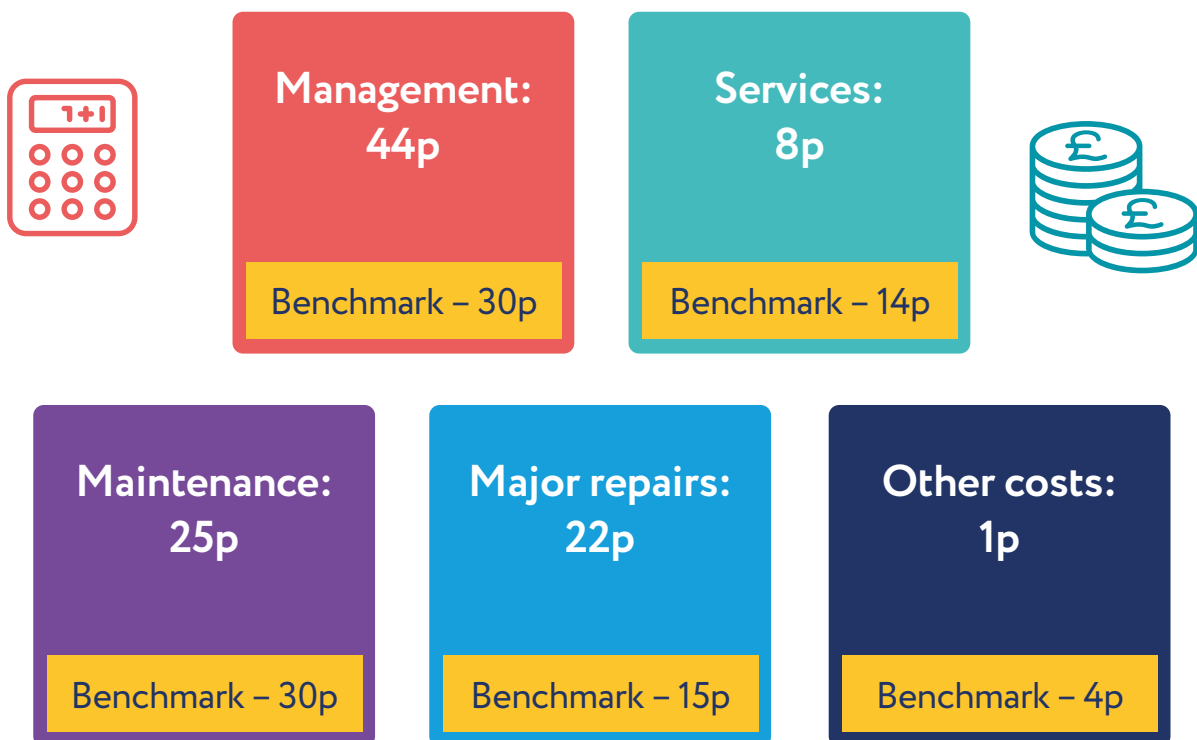 1+1
Management:
44p
Benchmark – 30p
Services:
8p
Benchmark – 14p
£
£
Maintenance:
25p
Benchmark – 30p
Major repairs:
22p
Benchmark – 15p
Other costs:
1p
Benchmark – 4p